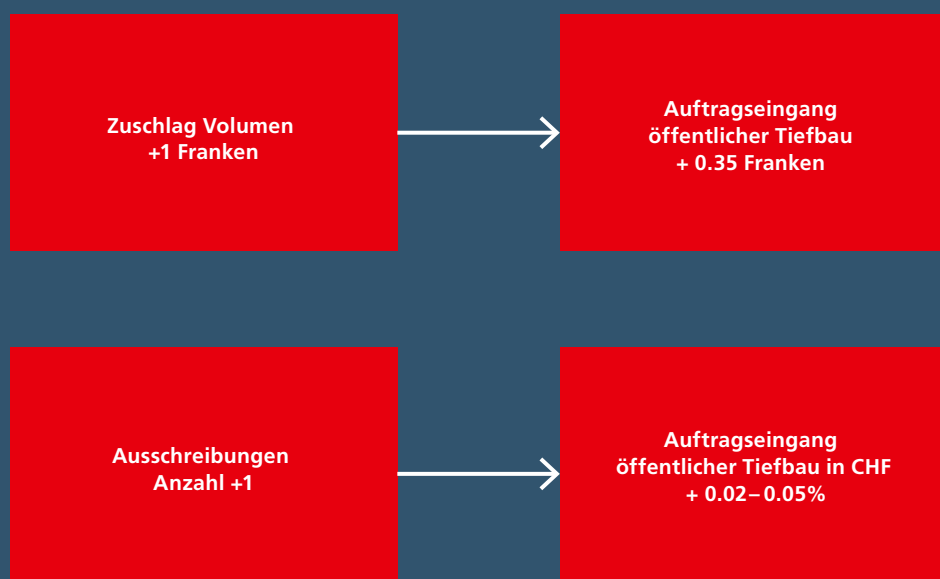 Zuschlag Volumen
+1 Franken
Auftragseingang
öffentlicher Tiefbau
+ 0.35 Franken
Ausschreibungen
Anzahl +1
Auftragseingang
öffentlicher Tiefbau in CHF
+ 0.02–0.05%